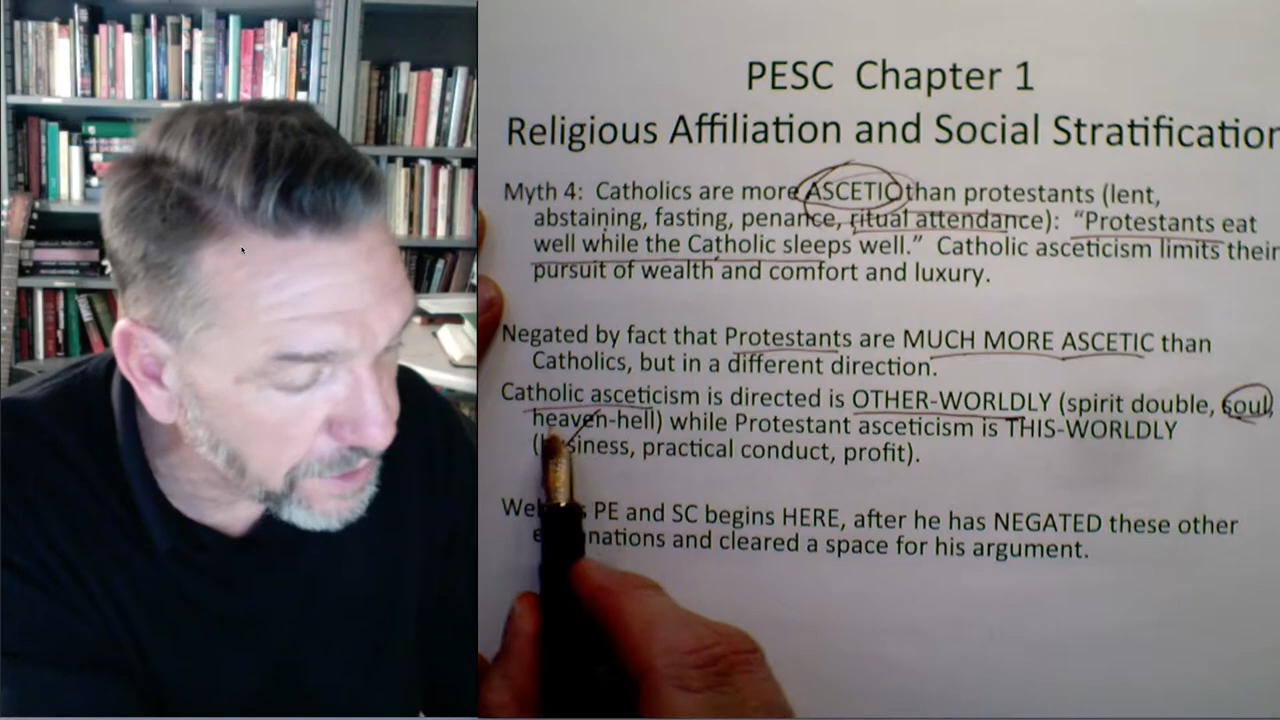 PESC Chapter 1
Religious Affiliation and Social Stratification
Myth 4: Catholics are more ASCETIC than protestants (lent,
abstaining, fasting, penance, ritual attendance): “Protestants eat
well while the Catholic sleeps well.” Catholic asceticism limits their
pursuit of wealth and comfort and luxury.
Negated by fact that Protestants are MUCH MORE ASCETIC than
Catholics, but in a different direction.
Catholic asceticism is directed is OTHER-WORLDLY (spirit double, soul,
heaven-hell) while Protestant asceticism is THIS-WORLDLY
(business, practical conduct, profit).
PE and SC begins HERE, after he has NEGATED these other
and cleared a space for his argument.